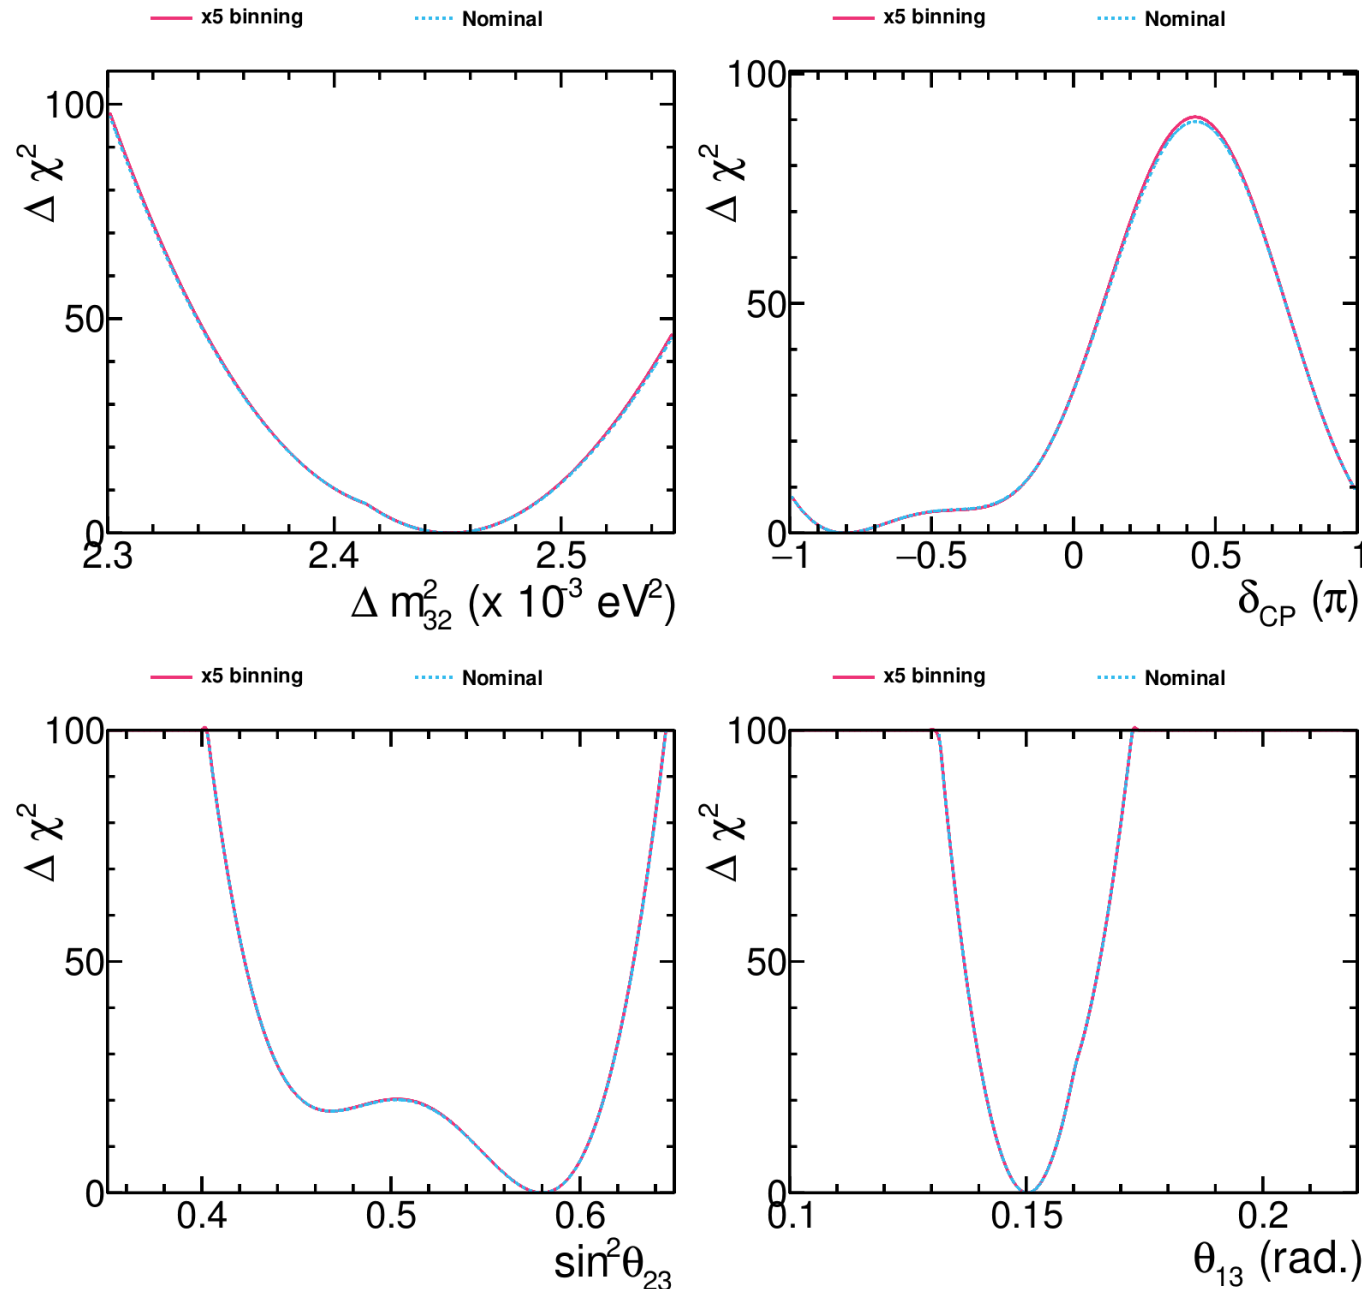 x5 binning Nominal
100
50
0
Δ χ²
2.3 2.4 2.5
Δ m²₃₂ (x 10⁻³ eV²)
x5 binning Nominal
100
50
0
Δ χ²
−1 −0.5 0 0.5 1
δCP (π)
x5 binning Nominal
100
50
0
Δ χ²
0.4 0.5 0.6
sin²θ₂₃
x5 binning Nominal
100
50
0
Δ χ²
0.1 0.15 0.2
θ₁₃ (rad.)